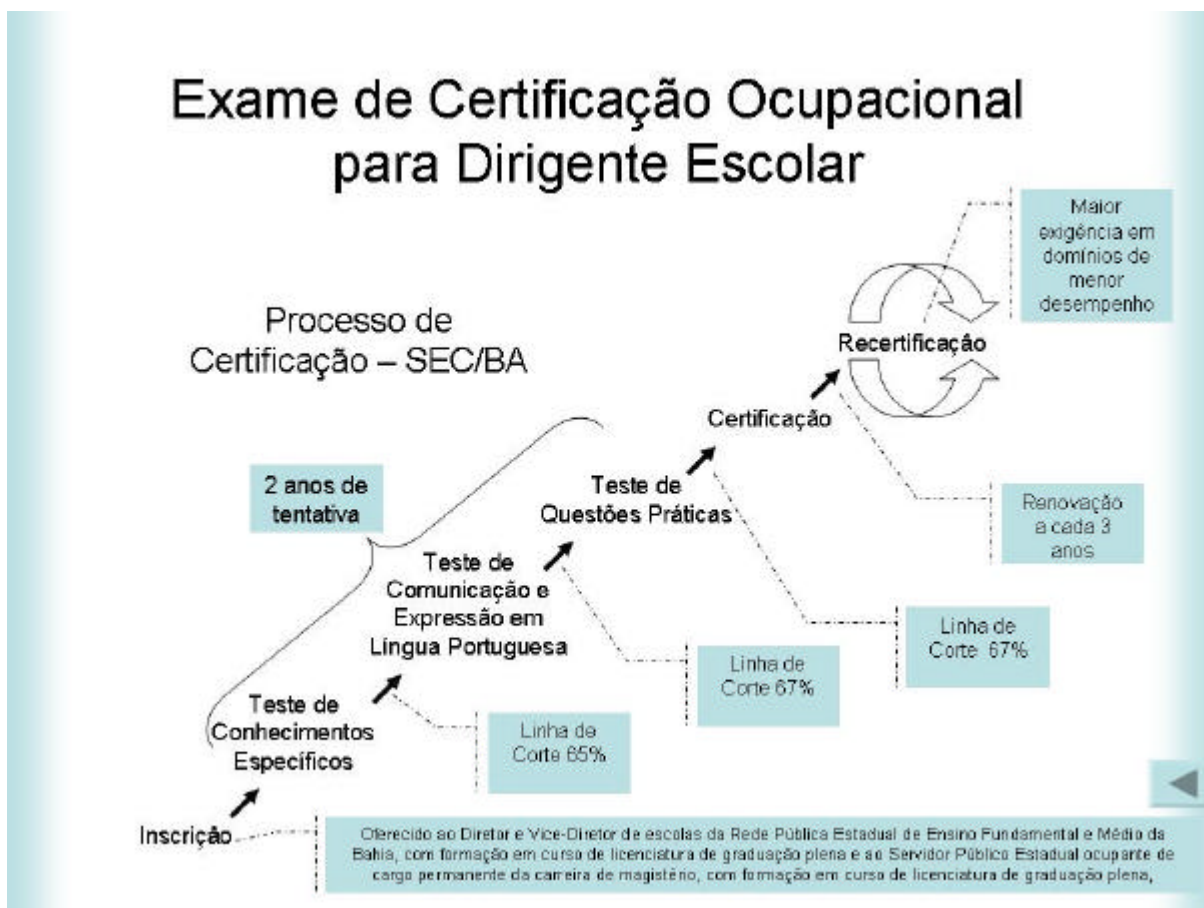 Exame de Certificação Ocupacional
para Dirigente Escolar
Processo de
Certificação – SEC/BA
Maior
exigência em
domínios de
menor
desempenho
Recertificação
Certificação
Renovação
a cada 3
anos
2 anos de
tentativa
Teste de
Questões Práticas
Linha de
Corte 67%
Teste de
Comunicação e
Expressão em
Língua Portuguesa
Linha de
Corte 67%
Teste de
Conhecimentos
Específicos
Linha de
Corte 65%
Inscrição
Oferecido ao Diretor e Vice-Diretor de escolas da Rede Pública Estadual de Ensino Fundamental e Médio da
Bahia, com formação em curso de licenciatura de graduação plena e ao Servidor Público Estadual ocupante de
cargo permanente da carreira de magistério, com formação em curso de licenciatura de graduação plena,